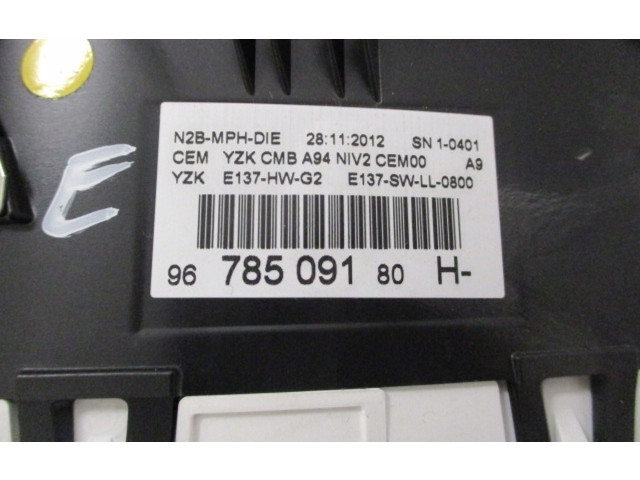 N2B-MPH-DIE 28:11:2012 SN 1-0401
CEM YZK CMB A94 NIV2 CEM00 A9
YZK E137-HW-G2 E137-SW-LL-0800
96 785 091 80 H-
E